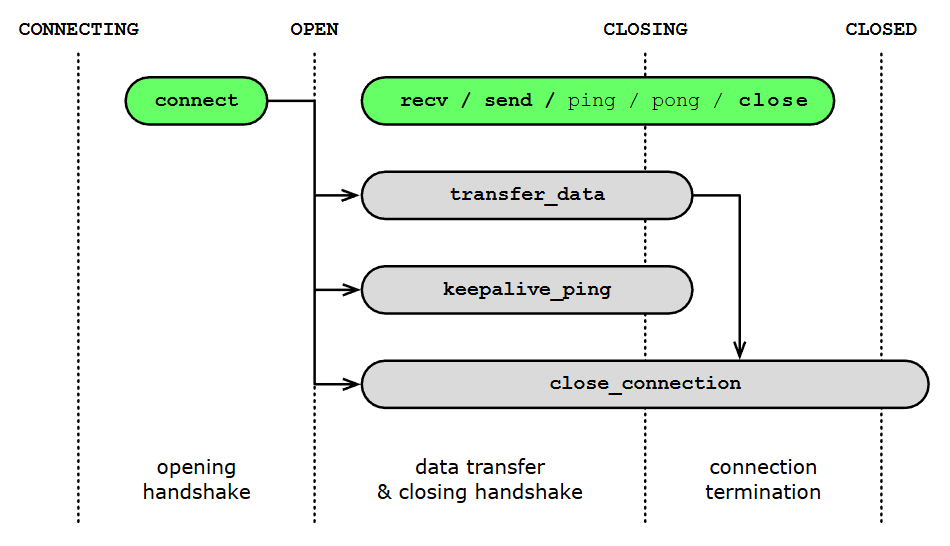 CONNECTING OPEN CLOSING CLOSED
connect recv / send / ping / pong / close
transfer_data
keepalive_ping
close_connection
opening data transfer connection
handshake & closing handshake termination